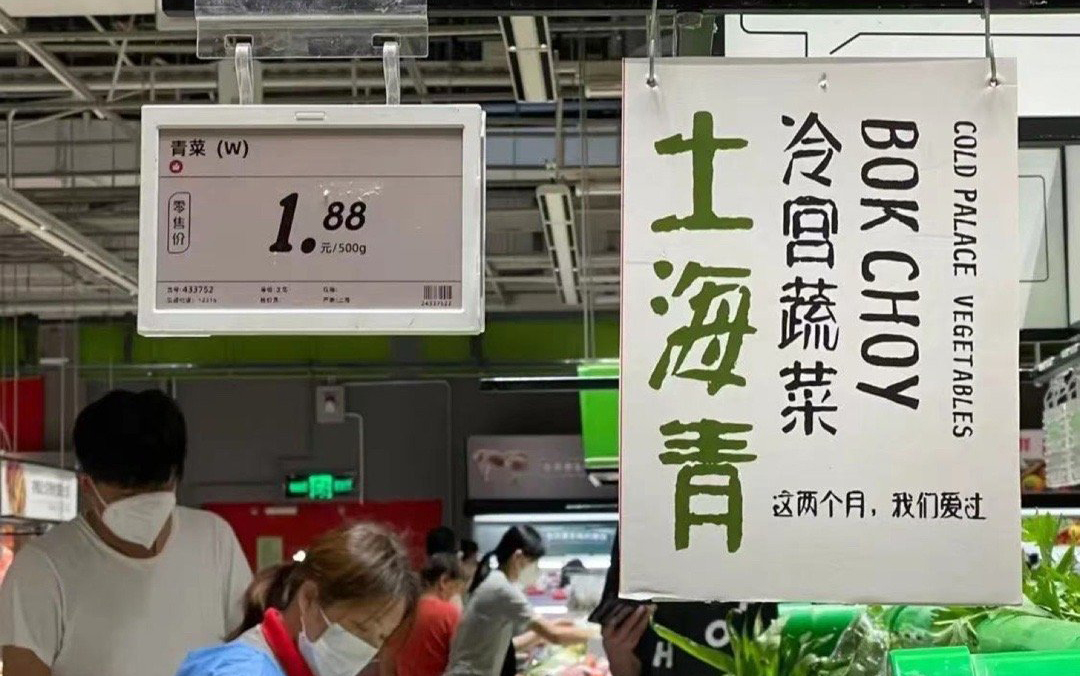 青菜 (W)
零售价
1.88
元/500g
433752
土海青
冷宫蔬菜
BOK CHOY
COLD PALACE VEGETABLES
这两个月，我们爱过